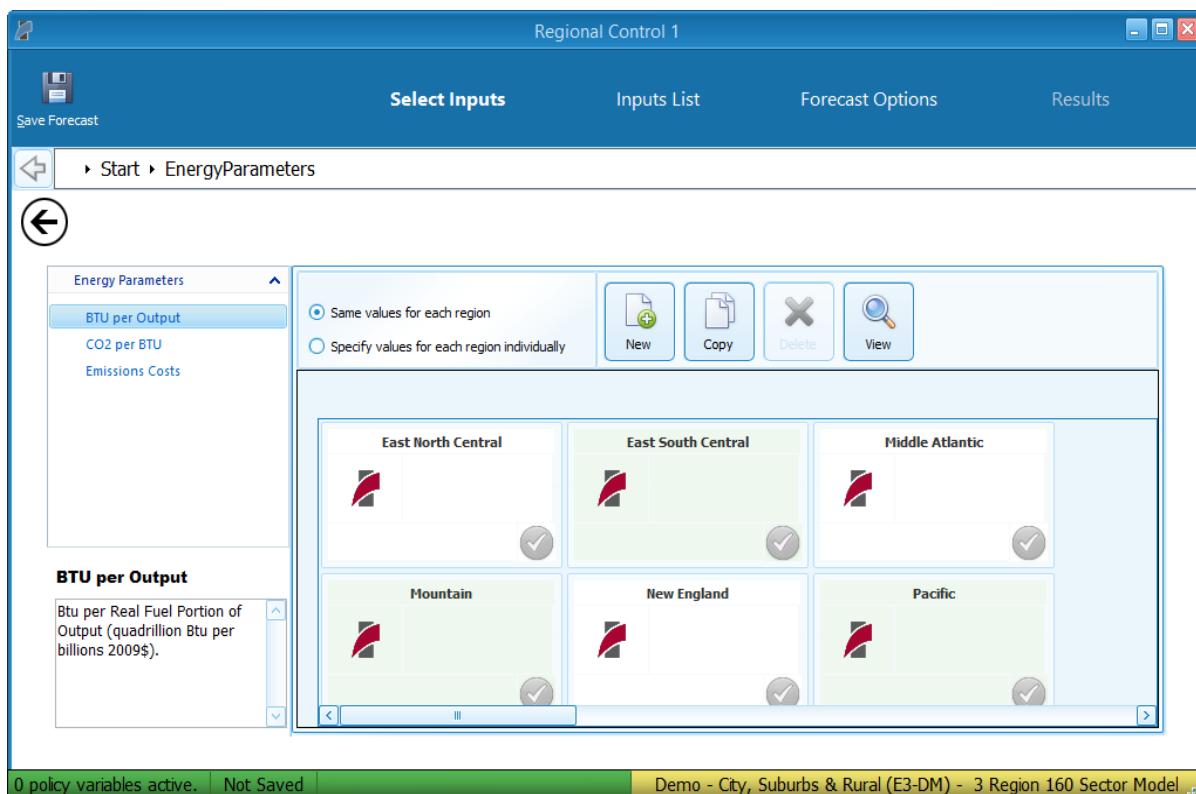 Regional Control 1
Save Forecast
Select Inputs
Inputs List
Forecast Options
Results
Start
EnergyParameters
Energy Parameters
BTU per Output
CO2 per BTU
Emissions Costs
Same values for each region
Specify values for each region individually
New
Copy
Delete
View
East North Central
East South Central
Middle Atlantic
Mountain
New England
Pacific
BTU per Output
Btu per Real Fuel Portion of
Output (quadrillion Btu per
billions 2009$).
0 policy variables active.
Not Saved
Demo - City, Suburbs & Rural (E3-DM) - 3 Region 160 Sector Model